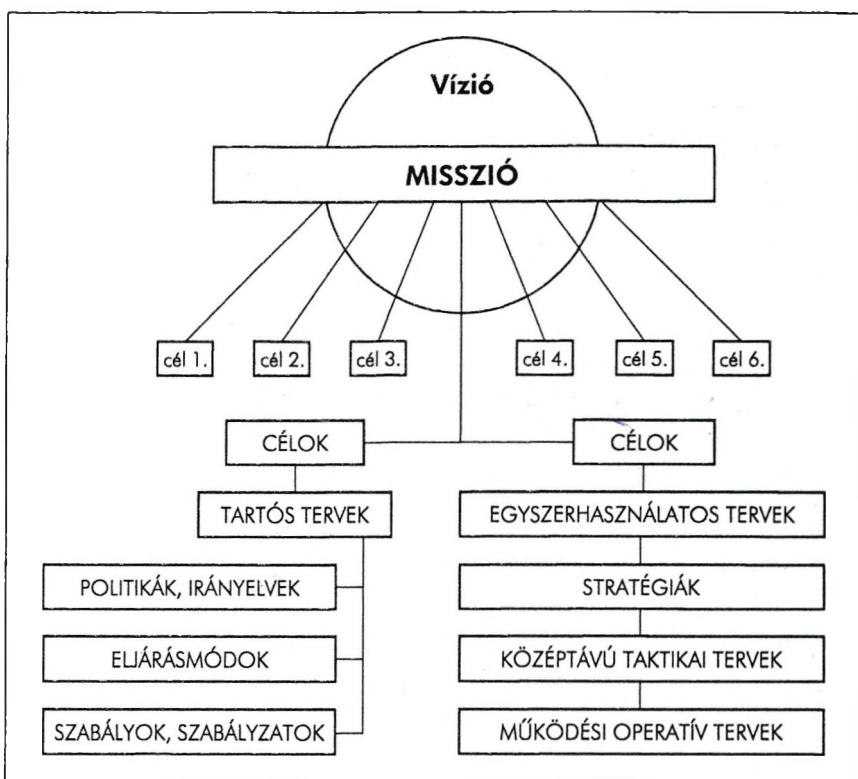 Vízió
MISSZIÓ
cél 1.
cél 2.
cél 3.
cél 4.
cél 5.
cél 6.
CÉLOK
CÉLOK
TARTÓS TERVEK
EGYSZERHASZNÁLATOS TERVEK
POLITIKÁK, IRÁNYELVEK
STRATÉGIÁK
ELJÁRÁSMÓDOK
KÖZÉPTÁVÚ TAKTIKAI TERVEK
SZABÁLYOK, SZABÁLYZATOK
MŰKÖDÉSI OPERATÍV TERVEK